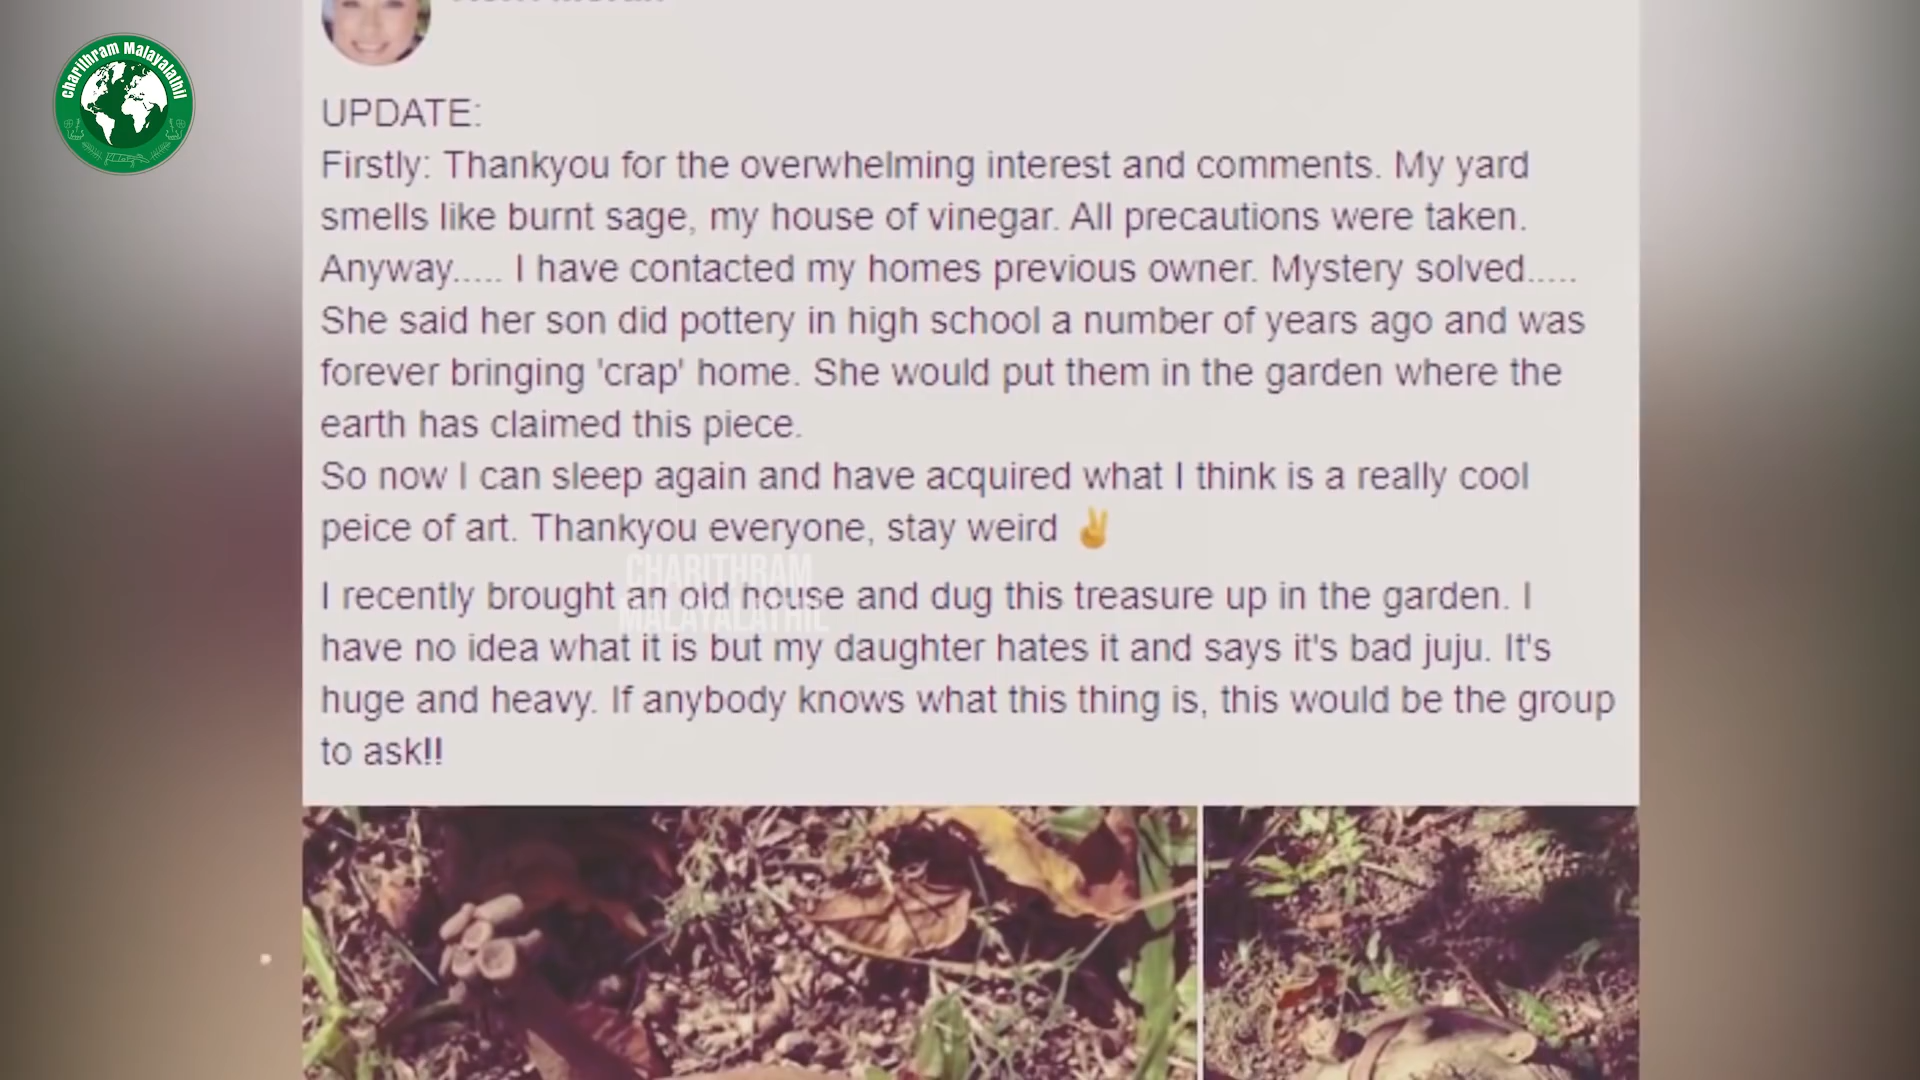 Charithram Malayalathil
UPDATE:
Firstly: Thankyou for the overwhelming interest and comments. My yard
smells like burnt sage, my house of vinegar. All precautions were taken.
Anyway..... I have contacted my homes previous owner. Mystery solved.....
She said her son did pottery in high school a number of years ago and was
forever bringing 'crap' home. She would put them in the garden where the
earth has claimed this piece.
So now I can sleep again and have acquired what I think is a really cool
peice of art. Thankyou everyone, stay weird ✌
CHARITHRAM
MALAYALATHIL
I recently brought an old house and dug this treasure up in the garden. I
have no idea what it is but my daughter hates it and says it's bad juju. It's
huge and heavy. If anybody knows what this thing is, this would be the group
to ask!!